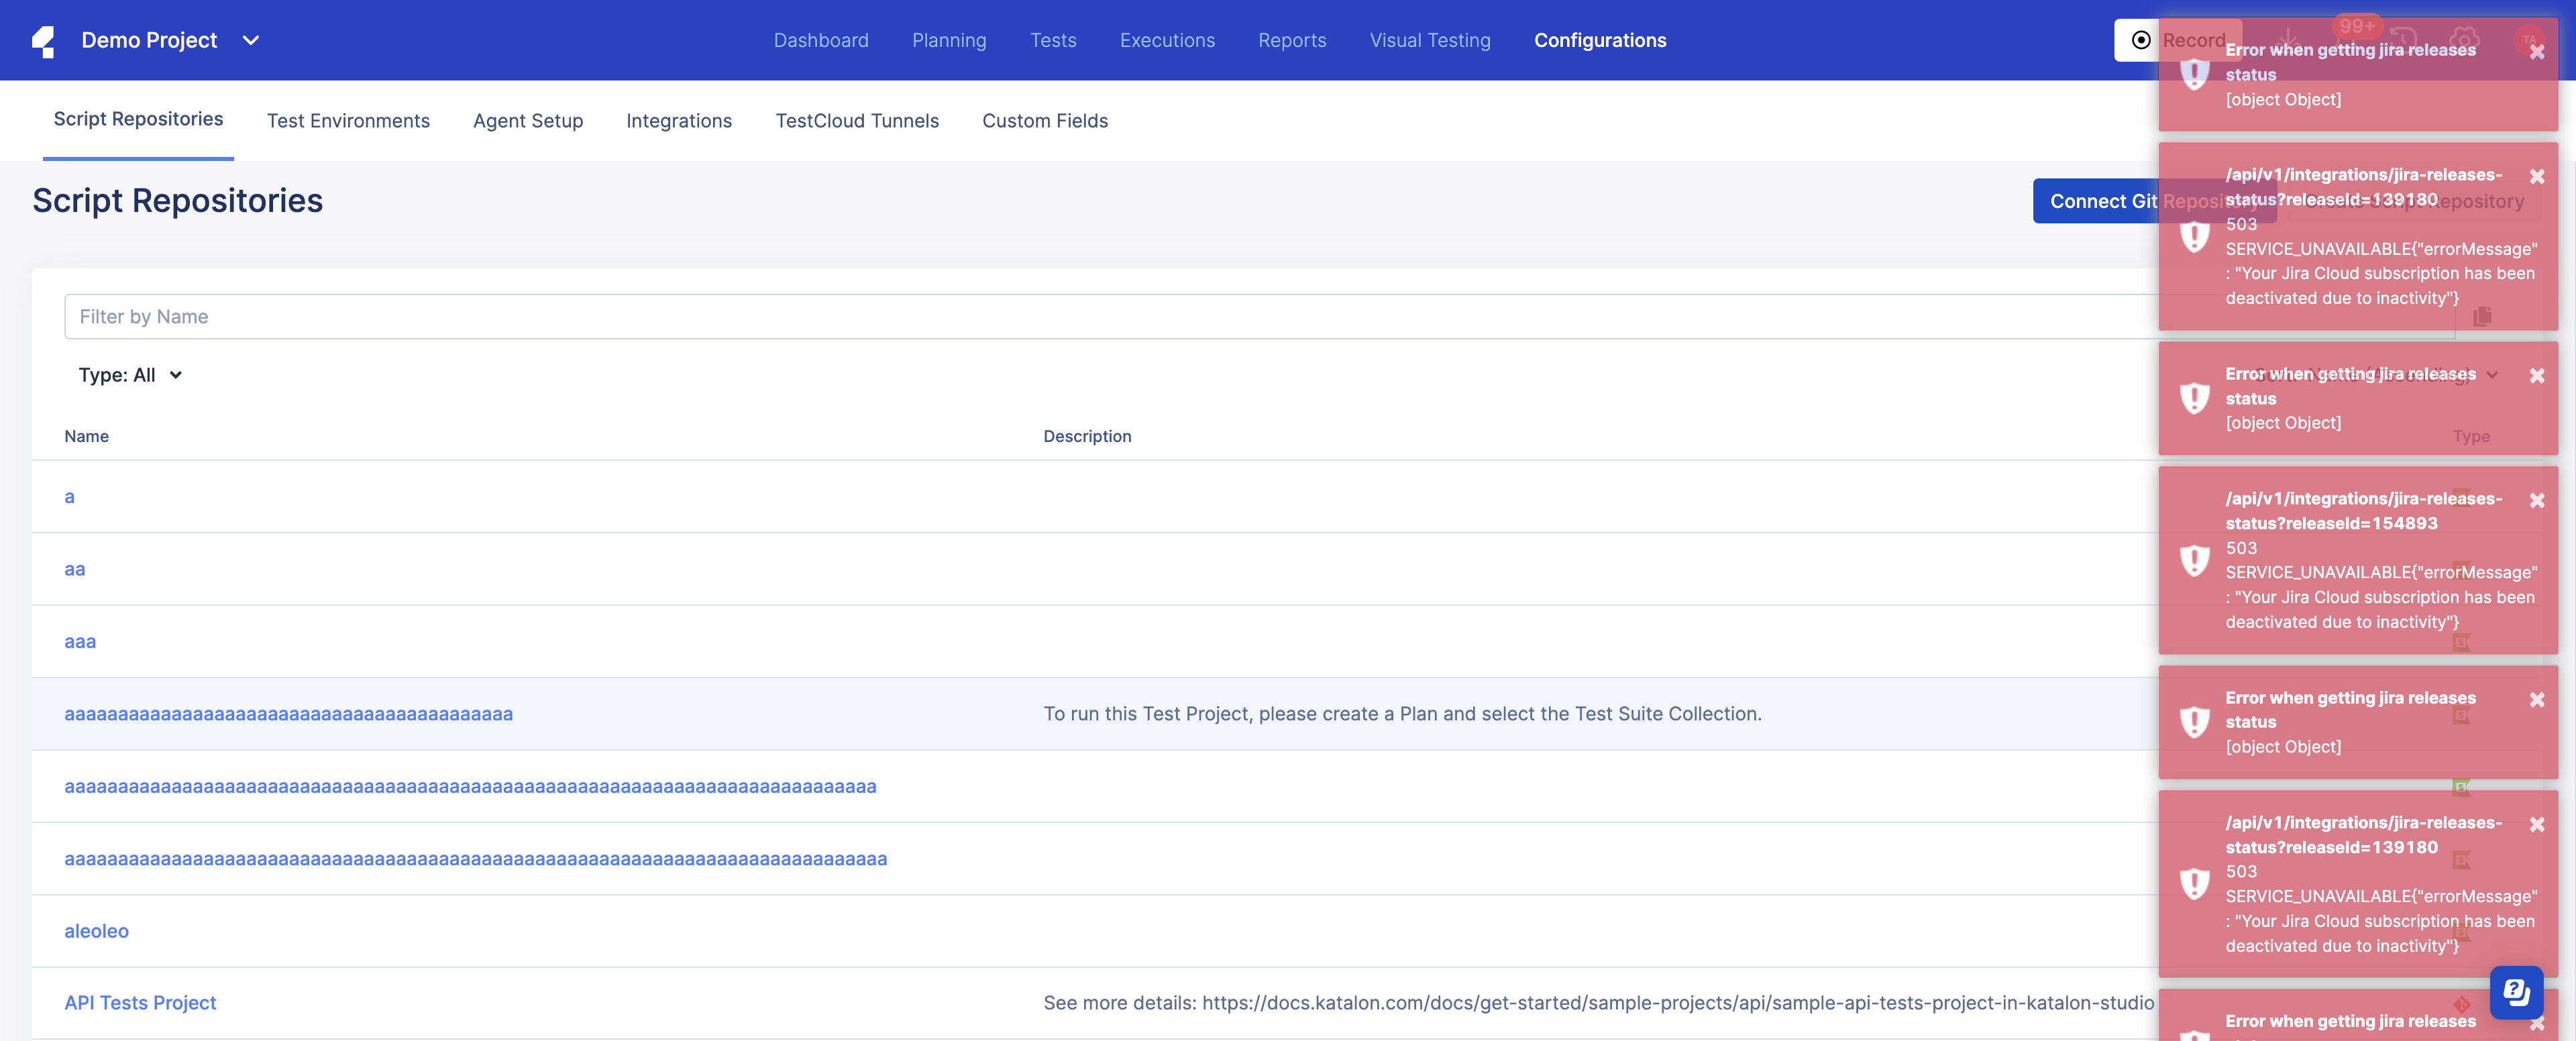 Demo Project
Dashboard
Planning
Tests
Executions
Reports
Visual Testing
Configurations
Record
99+
TA
Script Repositories
Test Environments
Agent Setup
Integrations
TestCloud Tunnels
Custom Fields
Script Repositories
Connect Git Repository
Repository
Filter by Name
Type: All
Name
Description
Type
a
aa
aaa
aaaaaaaaaaaaaaaaaaaaaaaaaaaaaaaaaaaaaaaaaa
To run this Test Project, please create a Plan and select the Test Suite Collection.
aleoleo
API Tests Project
See more details: https://docs.katalon.com/docs/get-started/sample-projects/api/sample-api-tests-project-in-katalon-studio
Error when getting jira releases
status
[object Object]
/api/v1/integrations/jira-releases-
status?releaseId=139180
503
SERVICE_UNAVAILABLE{"errorMessage"
: "Your Jira Cloud subscription has been
deactivated due to inactivity"}
Error when getting jira releases
status
[object Object]
/api/v1/integrations/jira-releases-
status?releaseId=154893
503
SERVICE_UNAVAILABLE{"errorMessage"
: "Your Jira Cloud subscription has been
deactivated due to inactivity"}
Error when getting jira releases
status
[object Object]
/api/v1/integrations/jira-releases-
status?releaseId=139180
503
SERVICE_UNAVAILABLE{"errorMessage"
: "Your Jira Cloud subscription has been
deactivated due to inactivity"}
Error when getting jira releases